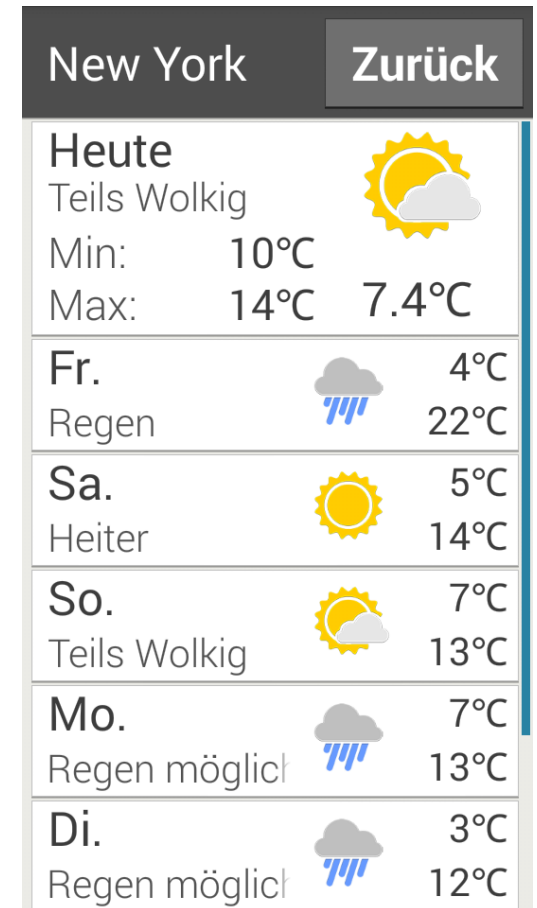 New York Zurück
Heute
Teils Wolkig
Min: 10°C
Max: 14°C 7.4°C
Fr. 4°C
Regen 22°C
Sa. 5°C
Heiter 14°C
So. 7°C
Teils Wolkig 13°C
Mo. 7°C
Regen möglich 13°C
Di. 3°C
Regen möglich 12°C